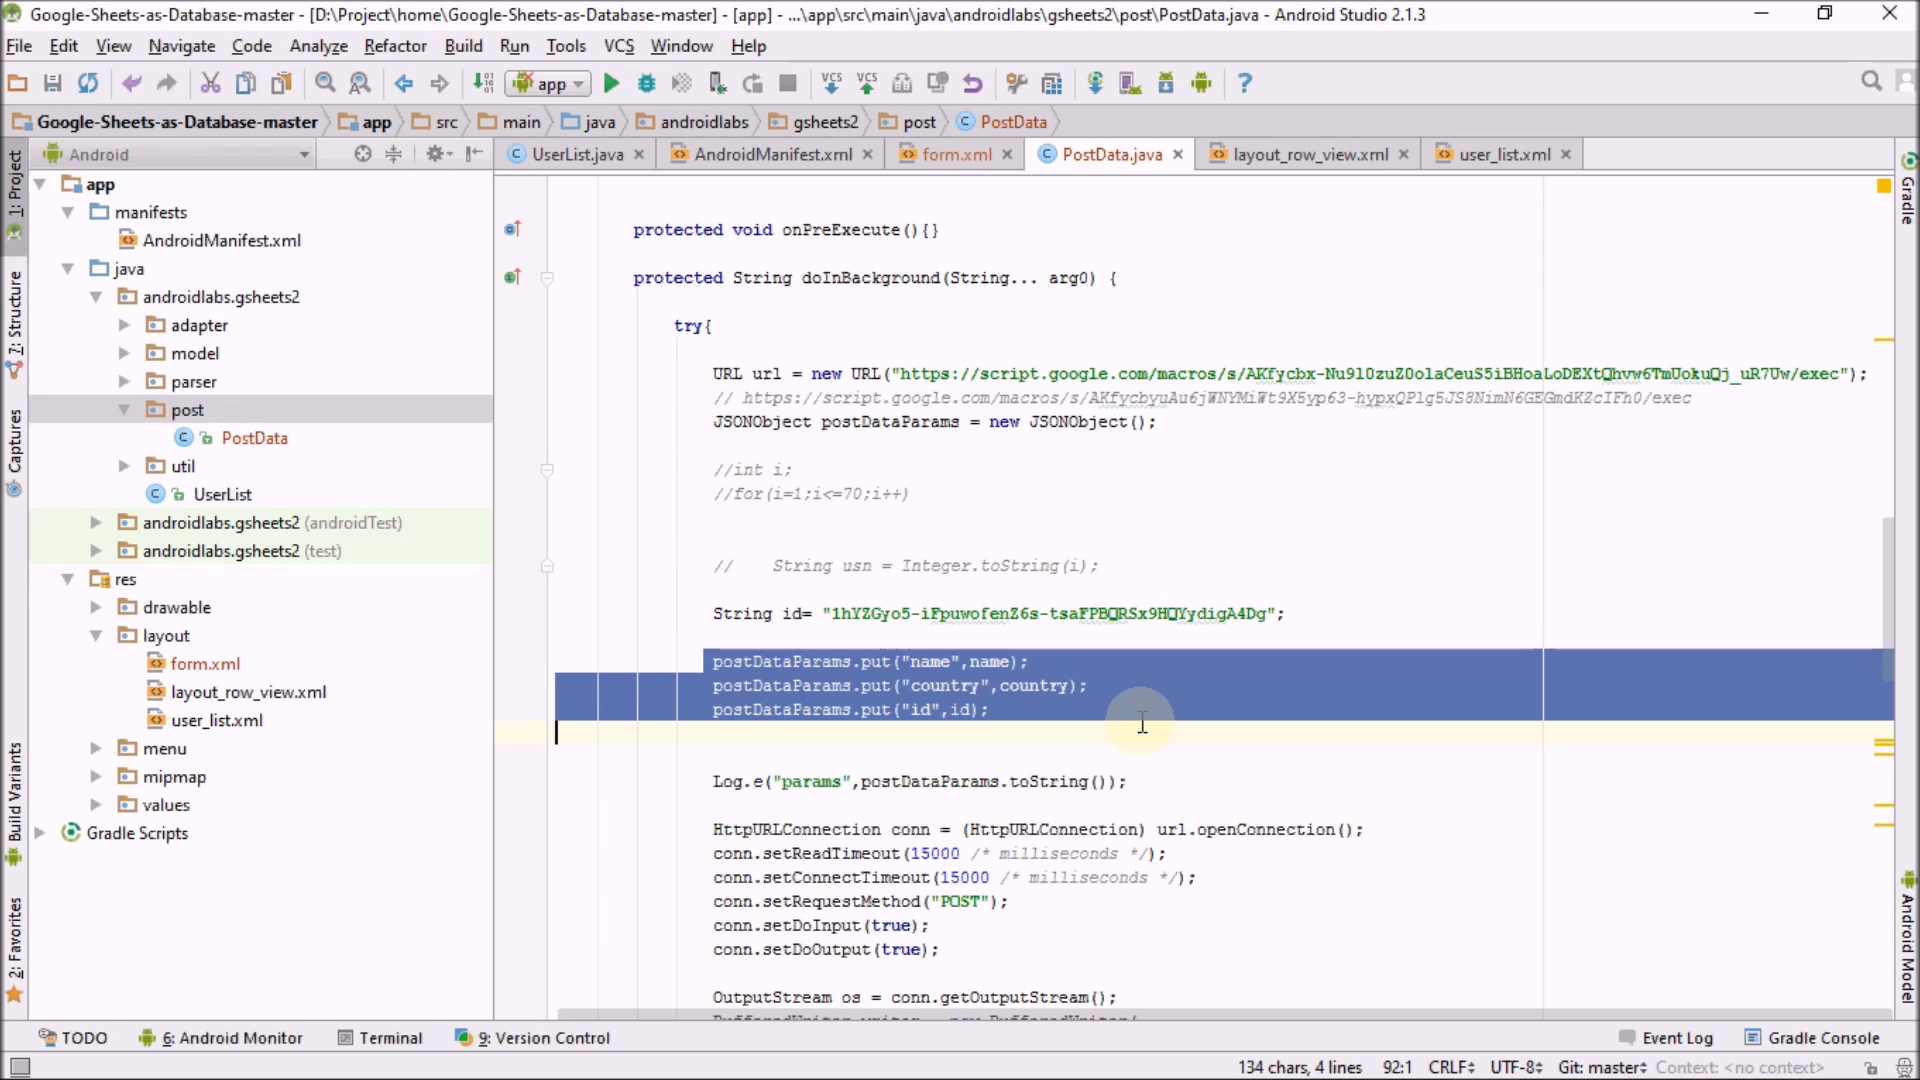 Google-Sheets-as-Database-master - [D:\Project\home\Google-Sheets-as-Database-master] - [app] - ...\app\src\main\java\androidlabs\gsheets2\post\PostData.java - Android Studio 2.1.3
File Edit View Navigate Code Analyze Refactor Build Run Tools VCS Window Help
app VCS VCS ?
Google-Sheets-as-Database-master app src main java androidlabs gsheets2 post PostData
Android
UserList.java AndroidManifest.xml form.xml PostData.java layout_row_view.xml user_list.xml
1: Project
7: Structure
Captures
Build Variants
2: Favorites
app
manifests
AndroidManifest.xml
java
androidlabs.gsheets2
adapter
model
parser
post
PostData
util
UserList
androidlabs.gsheets2 (androidTest)
androidlabs.gsheets2 (test)
res
drawable
layout
form.xml
layout_row_view.xml
user_list.xml
menu
mipmap
values
Gradle Scripts
protected void onPreExecute(){}
protected String doInBackground(String... arg0) {
try{
URL url = new URL("https://script.google.com/macros/s/AKfycbx-Nu9l0zuZ0olaCeuS5iBHoaLoDEXtQhvw6TmUokuQj_uR7Uw/exec");
// https://script.google.com/macros/s/AKfycbyuAu6jWNYMiWt9X5yp63-hypxQPlg5JS8NimN6GEGmdKZcIFh0/exec
JSONObject postDataParams = new JSONObject();
//int i;
//for(i=1;i<=70;i++)
// String usn = Integer.toString(i);
String id= "1hYZGyo5-iFpuwofenZ6s-tsaFPBQRSx9HQYydigA4Dg";
postDataParams.put("name",name);
postDataParams.put("country",country);
postDataParams.put("id",id);
Log.e("params",postDataParams.toString());
HttpURLConnection conn = (HttpURLConnection) url.openConnection();
conn.setReadTimeout(15000 /* milliseconds */);
conn.setConnectTimeout(15000 /* milliseconds */);
conn.setRequestMethod("POST");
conn.setDoInput(true);
conn.setDoOutput(true);
OutputStream os = conn.getOutputStream();
Gradle
Android Model
TODO 6: Android Monitor Terminal 9: Version Control Event Log Gradle Console
134 chars, 4 lines 92:1 CRLF UTF-8 Git: master Context: <no context>